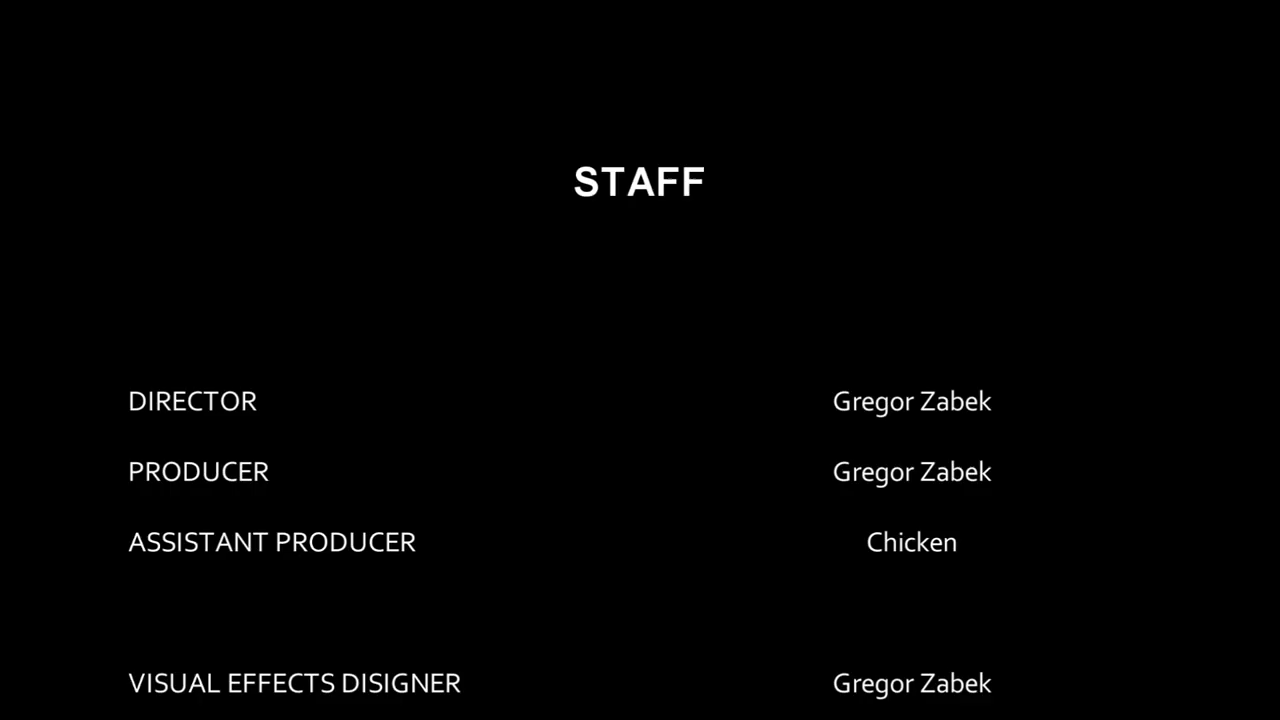 STAFF
DIRECTOR Gregor Zabek
PRODUCER Gregor Zabek
ASSISTANT PRODUCER Chicken
VISUAL EFFECTS DISIGNER Gregor Zabek